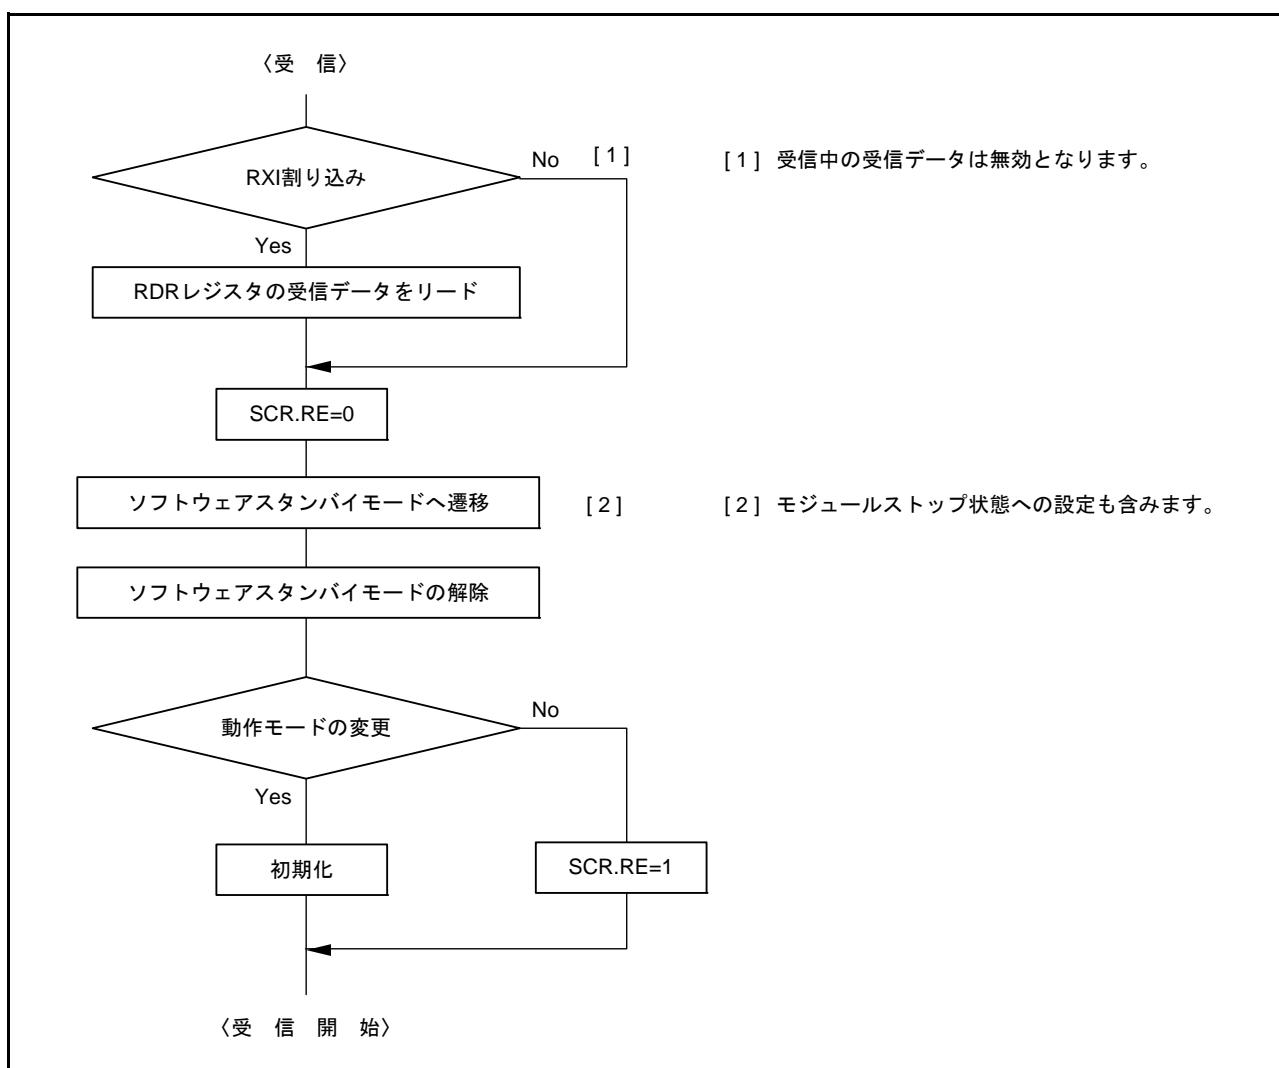 〈受　信〉
RXI割り込み
No
[ 1 ]
[ 1 ] 受信中の受信データは無効となります。
Yes
RDRレジスタの受信データをリード
SCR.RE=0
ソフトウェアスタンバイモードへ遷移
[ 2 ]
[ 2 ] モジュールストップ状態への設定も含みます。
ソフトウェアスタンバイモードの解除
動作モードの変更
No
Yes
初期化
SCR.RE=1
〈受　信　開　始〉